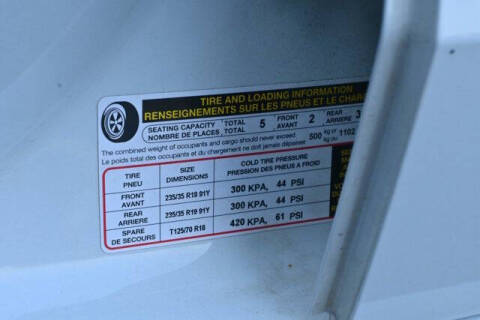 TIRE AND LOADING INFORMATION
RENSEIGNEMENTS SUR LES PNEUS ET LE
SEATING CAPACITY TOTAL 5 FRONT 2 REAR 3
NOMBRE DE PLACES TOTAL AVANT ARRIERE
The combined weight of occupants and cargo should never exceed 500 kg or 1102
Le poids total des occupants et du chargement ne doit jamais dépasser kg ou
TIRE SIZE COLD TIRE PRESSURE
PNEU DIMENSIONS PRESSION DES PNEUS A FROID
FRONT 235/35 R19 91Y 300 KPA, 44 PSI
AVANT
REAR 235/35 R19 91Y 300 KPA, 44 PSI
ARRIERE
SPARE T125/70 R18 420 KPA, 61 PSI
DE SECOURS